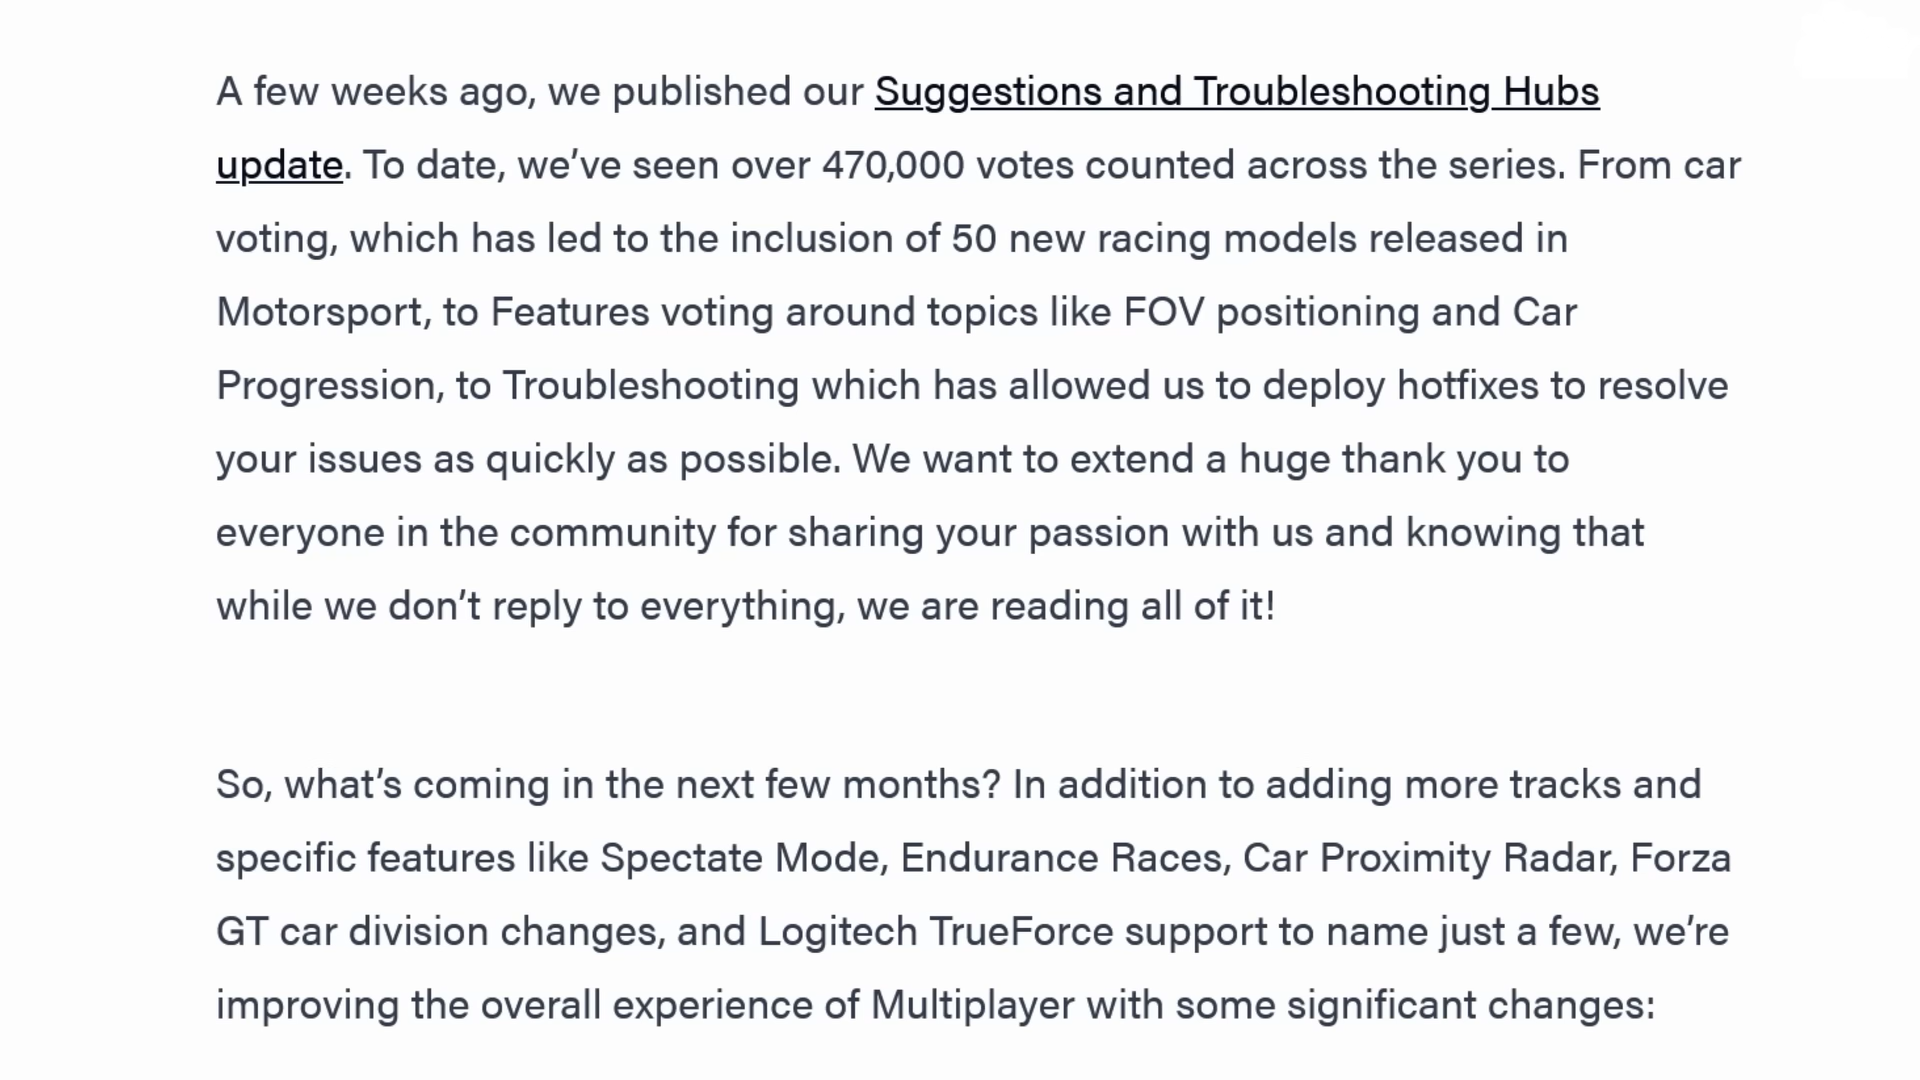 A few weeks ago, we published our Suggestions and Troubleshooting Hubs
update. To date, we’ve seen over 470,000 votes counted across the series. From car
voting, which has led to the inclusion of 50 new racing models released in
Motorsport, to Features voting around topics like FOV positioning and Car
Progression, to Troubleshooting which has allowed us to deploy hotfixes to resolve
your issues as quickly as possible. We want to extend a huge thank you to
everyone in the community for sharing your passion with us and knowing that
while we don’t reply to everything, we are reading all of it!
So, what’s coming in the next few months? In addition to adding more tracks and
specific features like Spectate Mode, Endurance Races, Car Proximity Radar, Forza
GT car division changes, and Logitech TrueForce support to name just a few, we’re
improving the overall experience of Multiplayer with some significant changes: